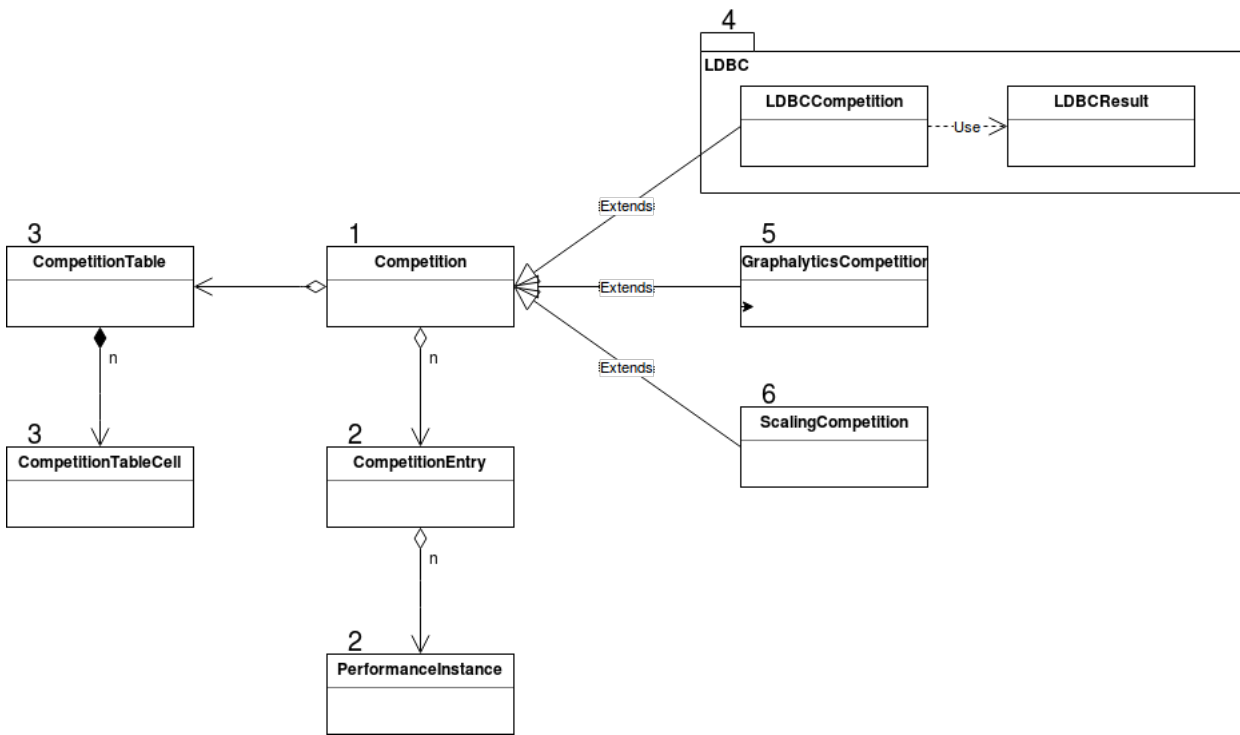 4
LDBC
LDBCCompetition
Use
LDBCResult
Extends
3
CompetitionTable
1
Competition
Extends
5
GraphalyticsCompetition
n
n
Extends
6
ScalingCompetition
3
CompetitionTableCell
2
CompetitionEntry
n
2
PerformanceInstance